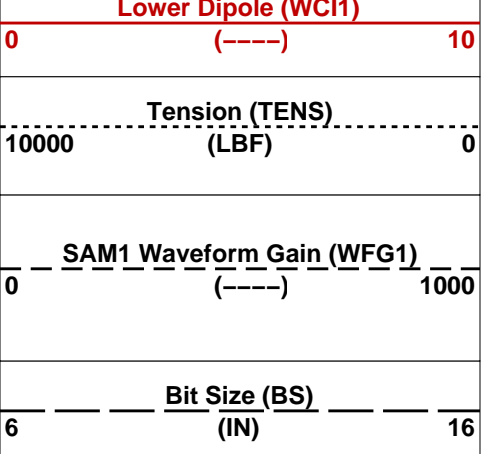 Lower Dipole (WCI1)
0 (----) 10
Tension (TENS)
10000 (LBF) 0
SAM1 Waveform Gain (WFG1)
0 (----) 1000
Bit Size (BS)
6 (IN) 16